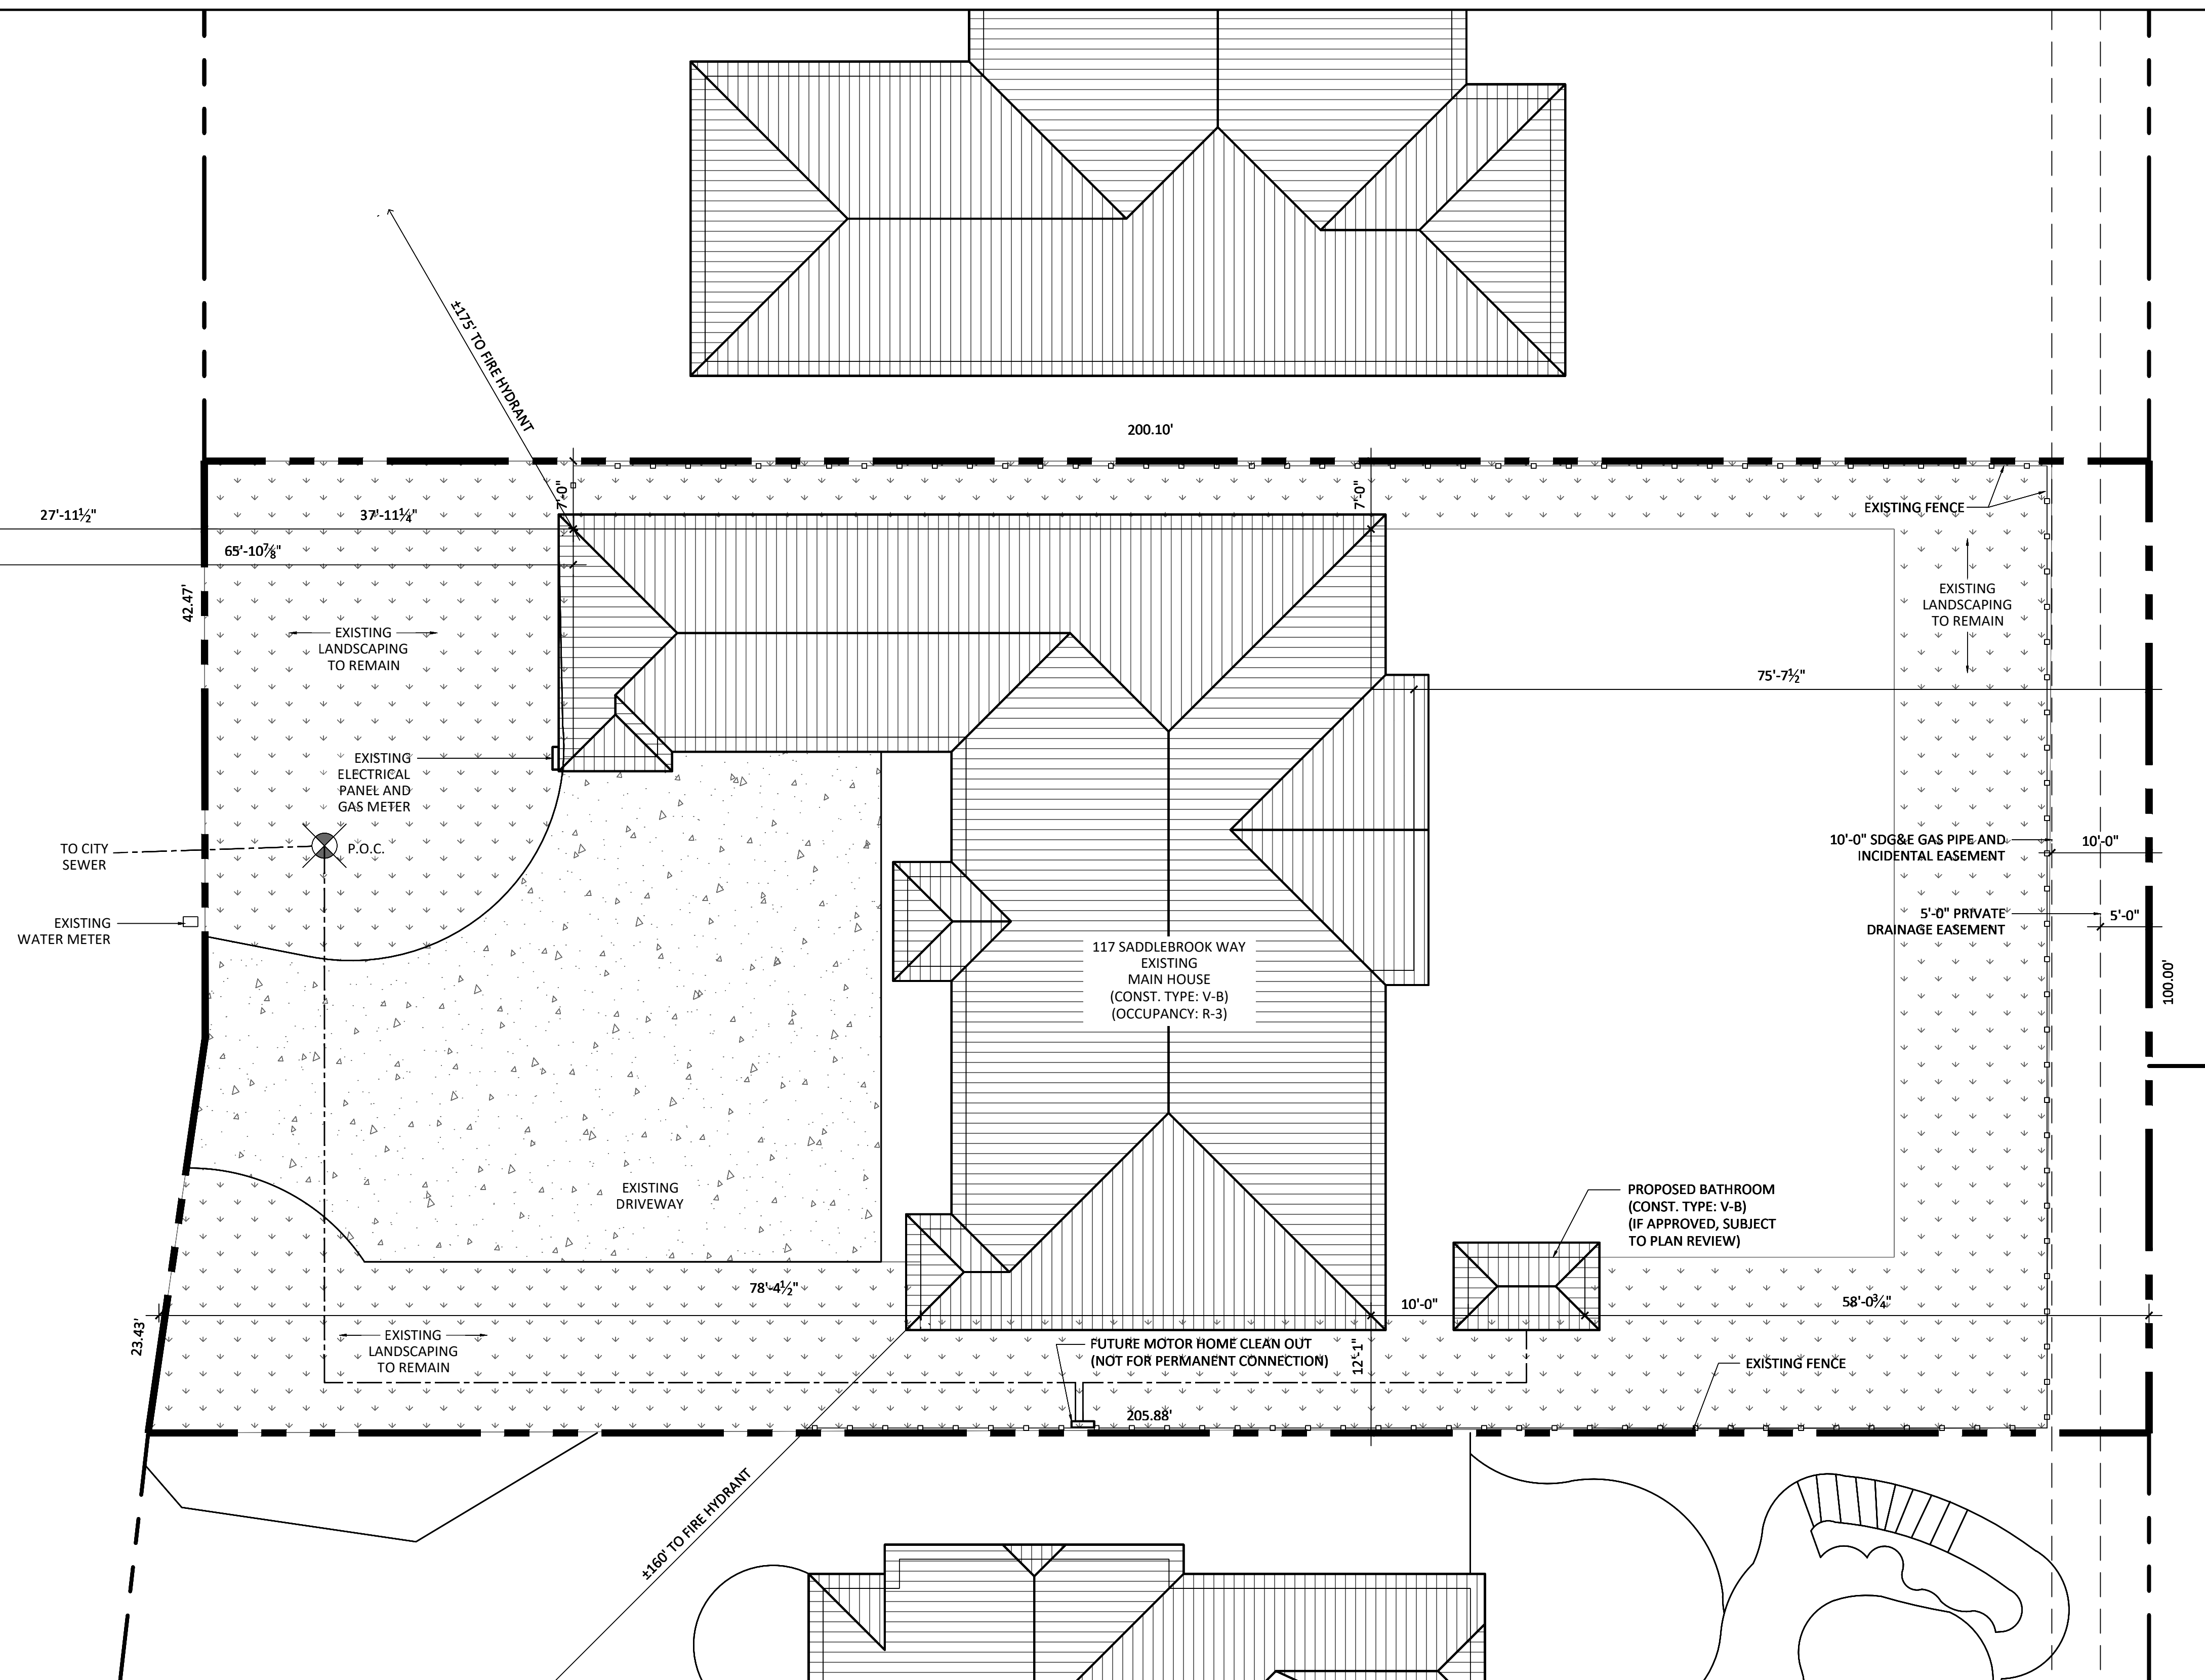 ±175' TO FIRE HYDRANT
200.10'
7'-0"
7'-0"
EXISTING FENCE
27'-11½"
37'-11¼"
65'-10⅞"
42.47'
EXISTING
LANDSCAPING
TO REMAIN
EXISTING
LANDSCAPING
TO REMAIN
75'-7½"
EXISTING
ELECTRICAL
PANEL AND
GAS METER
TO CITY
SEWER
P.O.C.
10'-0" SDG&E GAS PIPE AND
INCIDENTAL EASEMENT
10'-0"
EXISTING
WATER METER
5'-0" PRIVATE
DRAINAGE EASEMENT
5'-0"
117 SADDLEBROOK WAY
EXISTING
MAIN HOUSE
(CONST. TYPE: V-B)
(OCCUPANCY: R-3)
100.00'
EXISTING
DRIVEWAY
PROPOSED BATHROOM
(CONST. TYPE: V-B)
(IF APPROVED, SUBJECT
TO PLAN REVIEW)
78'-4½"
10'-0"
58'-0¾"
23.43'
EXISTING
LANDSCAPING
TO REMAIN
FUTURE MOTOR HOME CLEAN OUT
(NOT FOR PERMANENT CONNECTION)
12'-1"
EXISTING FENCE
205.88'
±160' TO FIRE HYDRANT